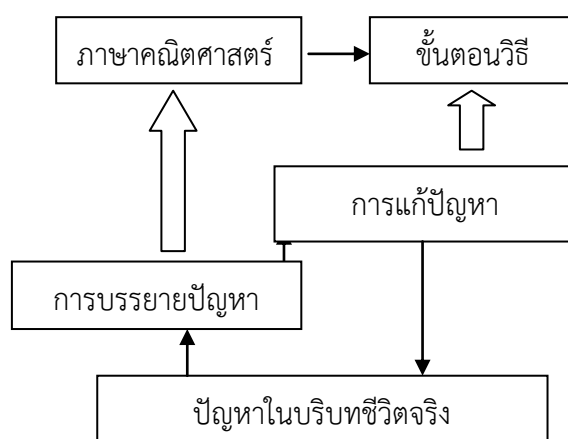 ภาษาคณิตศาสตร์
ขั้นตอนวิธี
การแก้ปัญหา
การบรรยายปัญหา
ปัญหาในบริบทชีวิตจริง